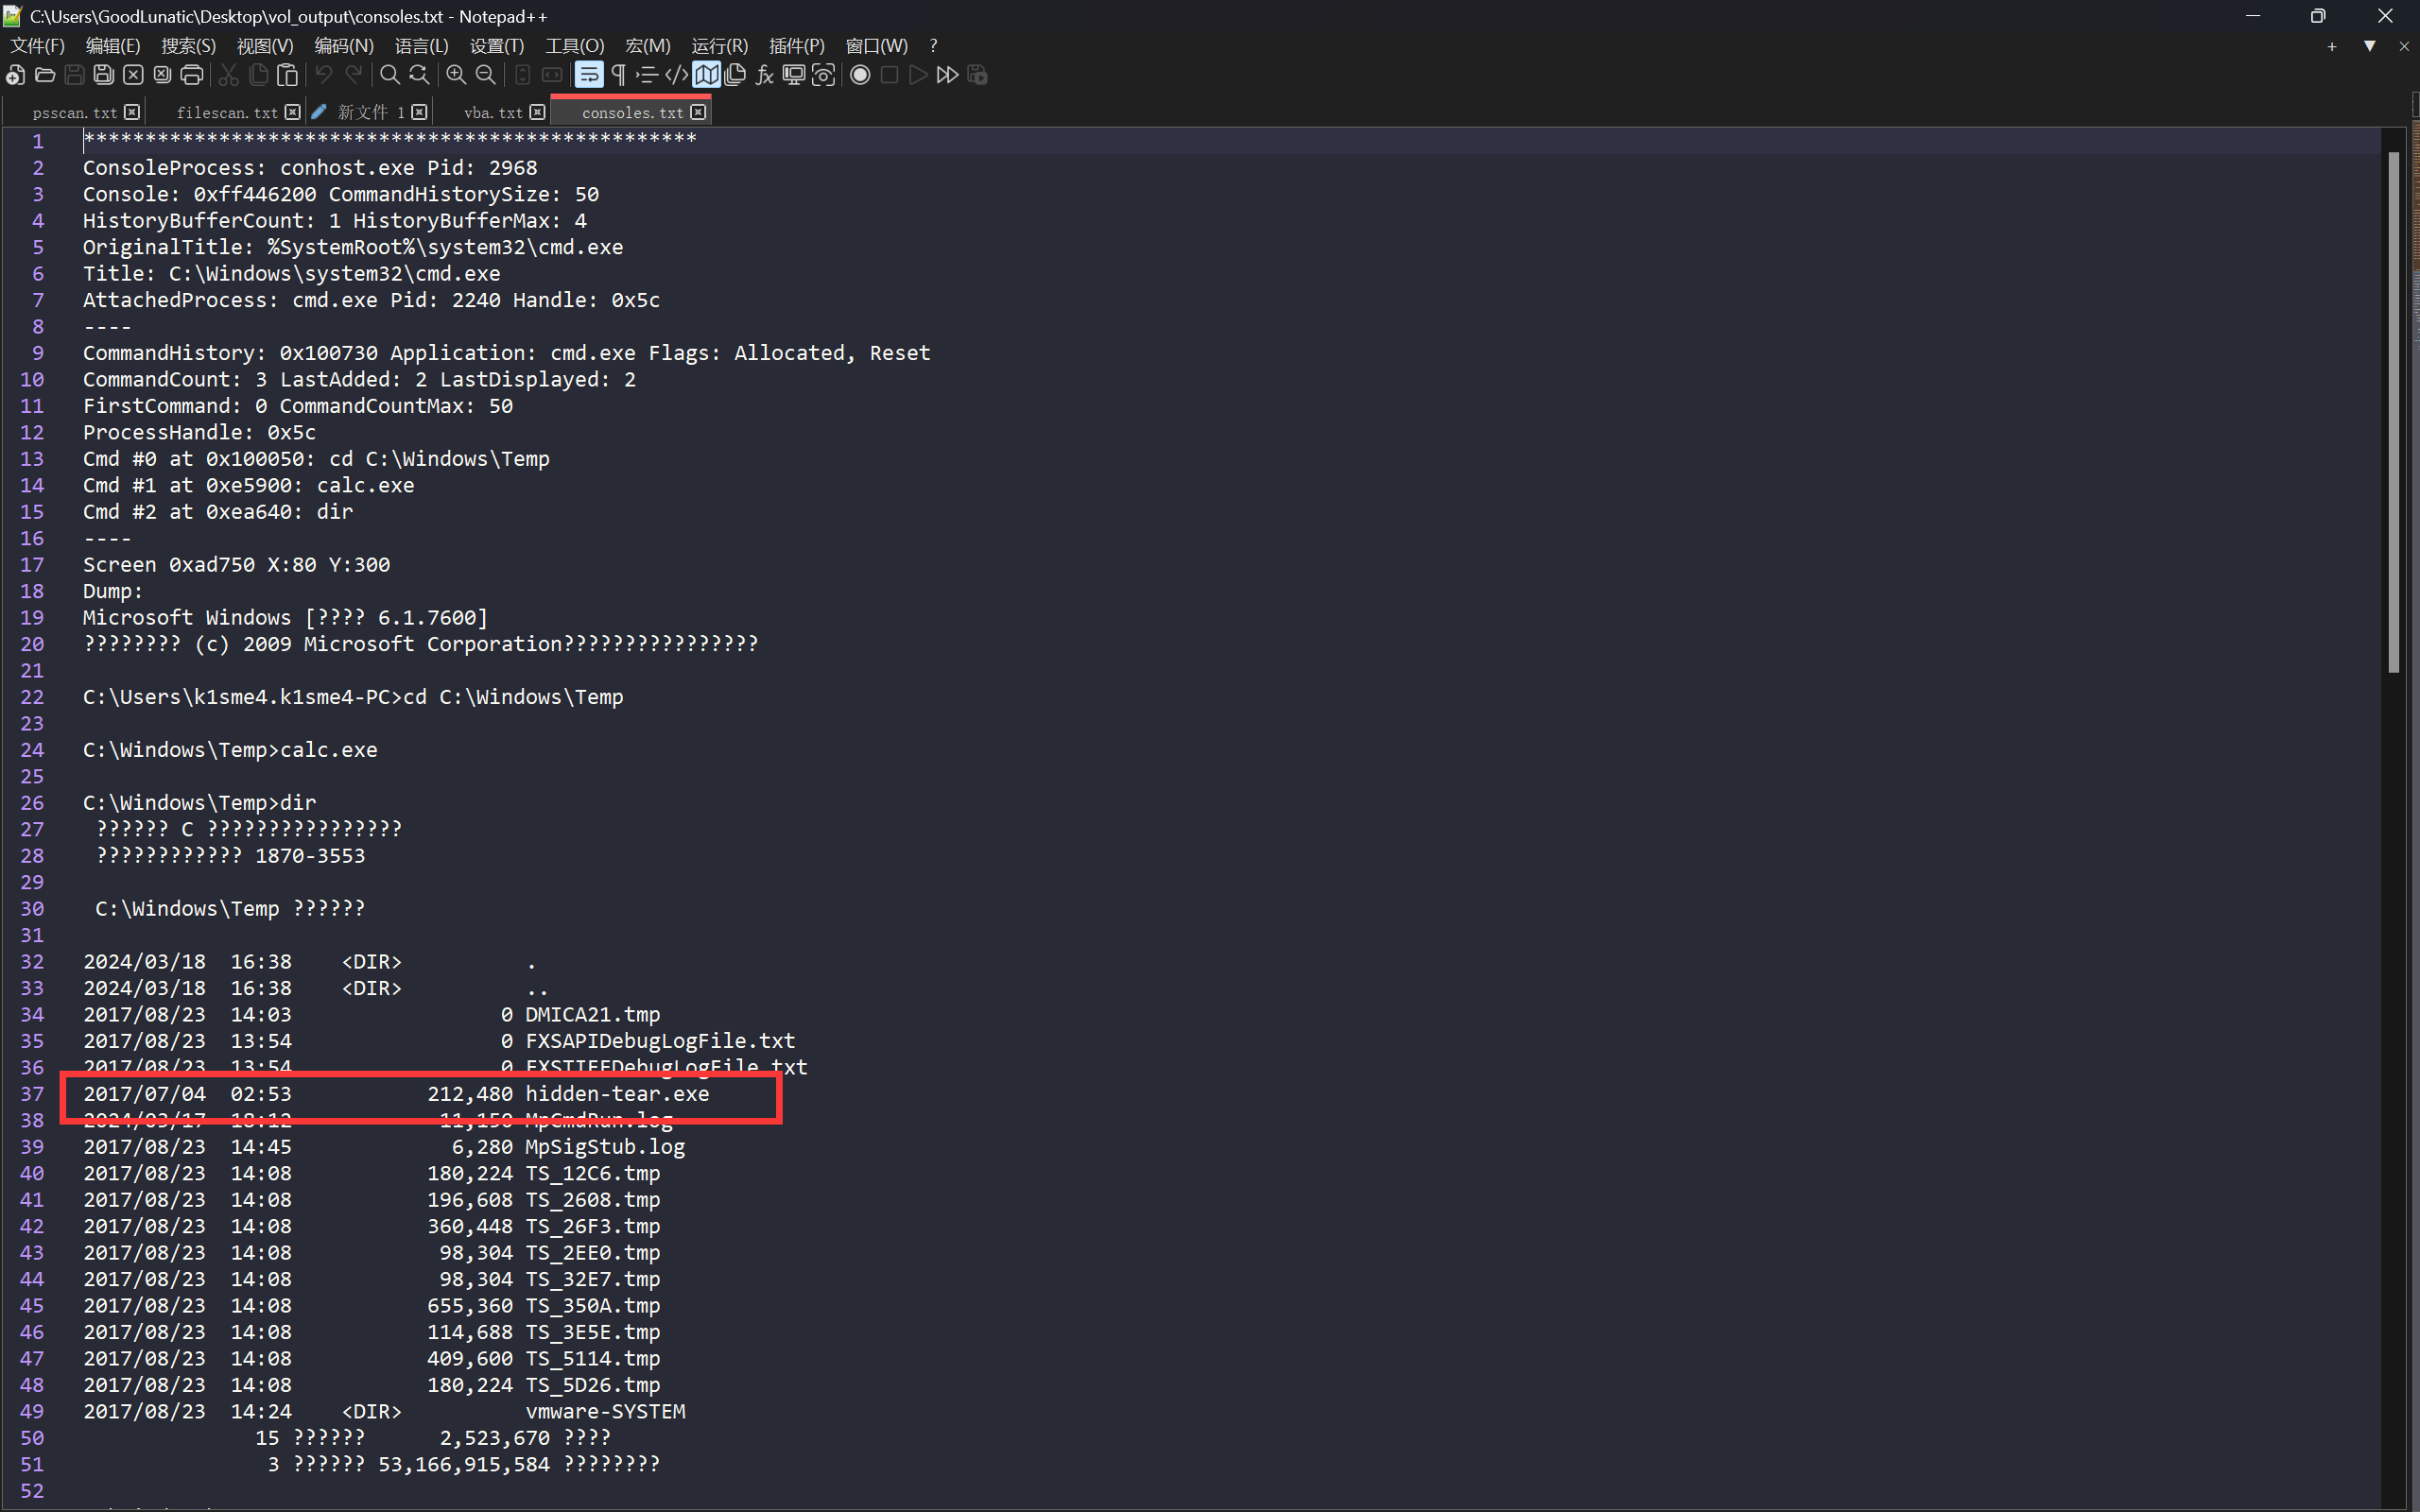 C:\Users\GoodLunatic\Desktop\vol_output\consoles.txt - Notepad++
文件(F) 编辑(E) 搜索(S) 视图(V) 编码(N) 语言(L) 设置(T) 工具(O) 宏(M) 运行(R) 插件(P) 窗口(W) ?
psscan.txt filescan.txt 新文件 1 vba.txt consoles.txt
1 **************************************************
2 ConsoleProcess: conhost.exe Pid: 2968
3 Console: 0xff446200 CommandHistorySize: 50
4 HistoryBufferCount: 1 HistoryBufferMax: 4
5 OriginalTitle: %SystemRoot%\system32\cmd.exe
6 Title: C:\Windows\system32\cmd.exe
7 AttachedProcess: cmd.exe Pid: 2240 Handle: 0x5c
8 ----
9 CommandHistory: 0x100730 Application: cmd.exe Flags: Allocated, Reset
10 CommandCount: 3 LastAdded: 2 LastDisplayed: 2
11 FirstCommand: 0 CommandCountMax: 50
12 ProcessHandle: 0x5c
13 Cmd #0 at 0x100050: cd C:\Windows\Temp
14 Cmd #1 at 0xe5900: calc.exe
15 Cmd #2 at 0xea640: dir
16 ----
17 Screen 0xad750 X:80 Y:300
18 Dump:
19 Microsoft Windows [???? 6.1.7600]
20 ???????? (c) 2009 Microsoft Corporation????????????????
21
22 C:\Users\k1sme4.k1sme4-PC>cd C:\Windows\Temp
23
24 C:\Windows\Temp>calc.exe
25
26 C:\Windows\Temp>dir
27 ?????? C ????????????????
28 ???????????? 1870-3553
29
30 C:\Windows\Temp ??????
31
32 2024/03/18 16:38 <DIR> .
33 2024/03/18 16:38 <DIR> ..
34 2017/08/23 14:03 0 DMICA21.tmp
35 2017/08/23 13:54 0 FXSAPIDebugLogFile.txt
36 2017/08/23 13:54 0 FXSTIFFDebugLogFile.txt
37 2017/07/04 02:53 212,480 hidden-tear.exe
38 2024/03/17 18:12 11,150 MpCmdRun.log
39 2017/08/23 14:45 6,280 MpSigStub.log
40 2017/08/23 14:08 180,224 TS_12C6.tmp
41 2017/08/23 14:08 196,608 TS_2608.tmp
42 2017/08/23 14:08 360,448 TS_26F3.tmp
43 2017/08/23 14:08 98,304 TS_2EE0.tmp
44 2017/08/23 14:08 98,304 TS_32E7.tmp
45 2017/08/23 14:08 655,360 TS_350A.tmp
46 2017/08/23 14:08 114,688 TS_3E5E.tmp
47 2017/08/23 14:08 409,600 TS_5114.tmp
48 2017/08/23 14:08 180,224 TS_5D26.tmp
49 2017/08/23 14:24 <DIR> vmware-SYSTEM
50 15 ?????? 2,523,670 ????
51 3 ?????? 53,166,915,584 ????????
52